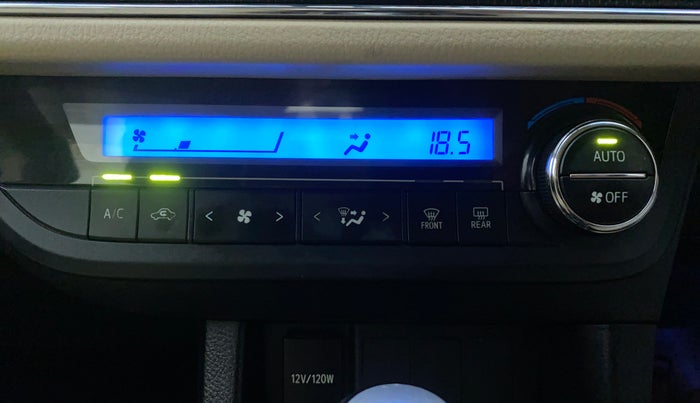 18.5
AUTO
OFF
A/C
< >
< >
FRONT
REAR
12V/120W